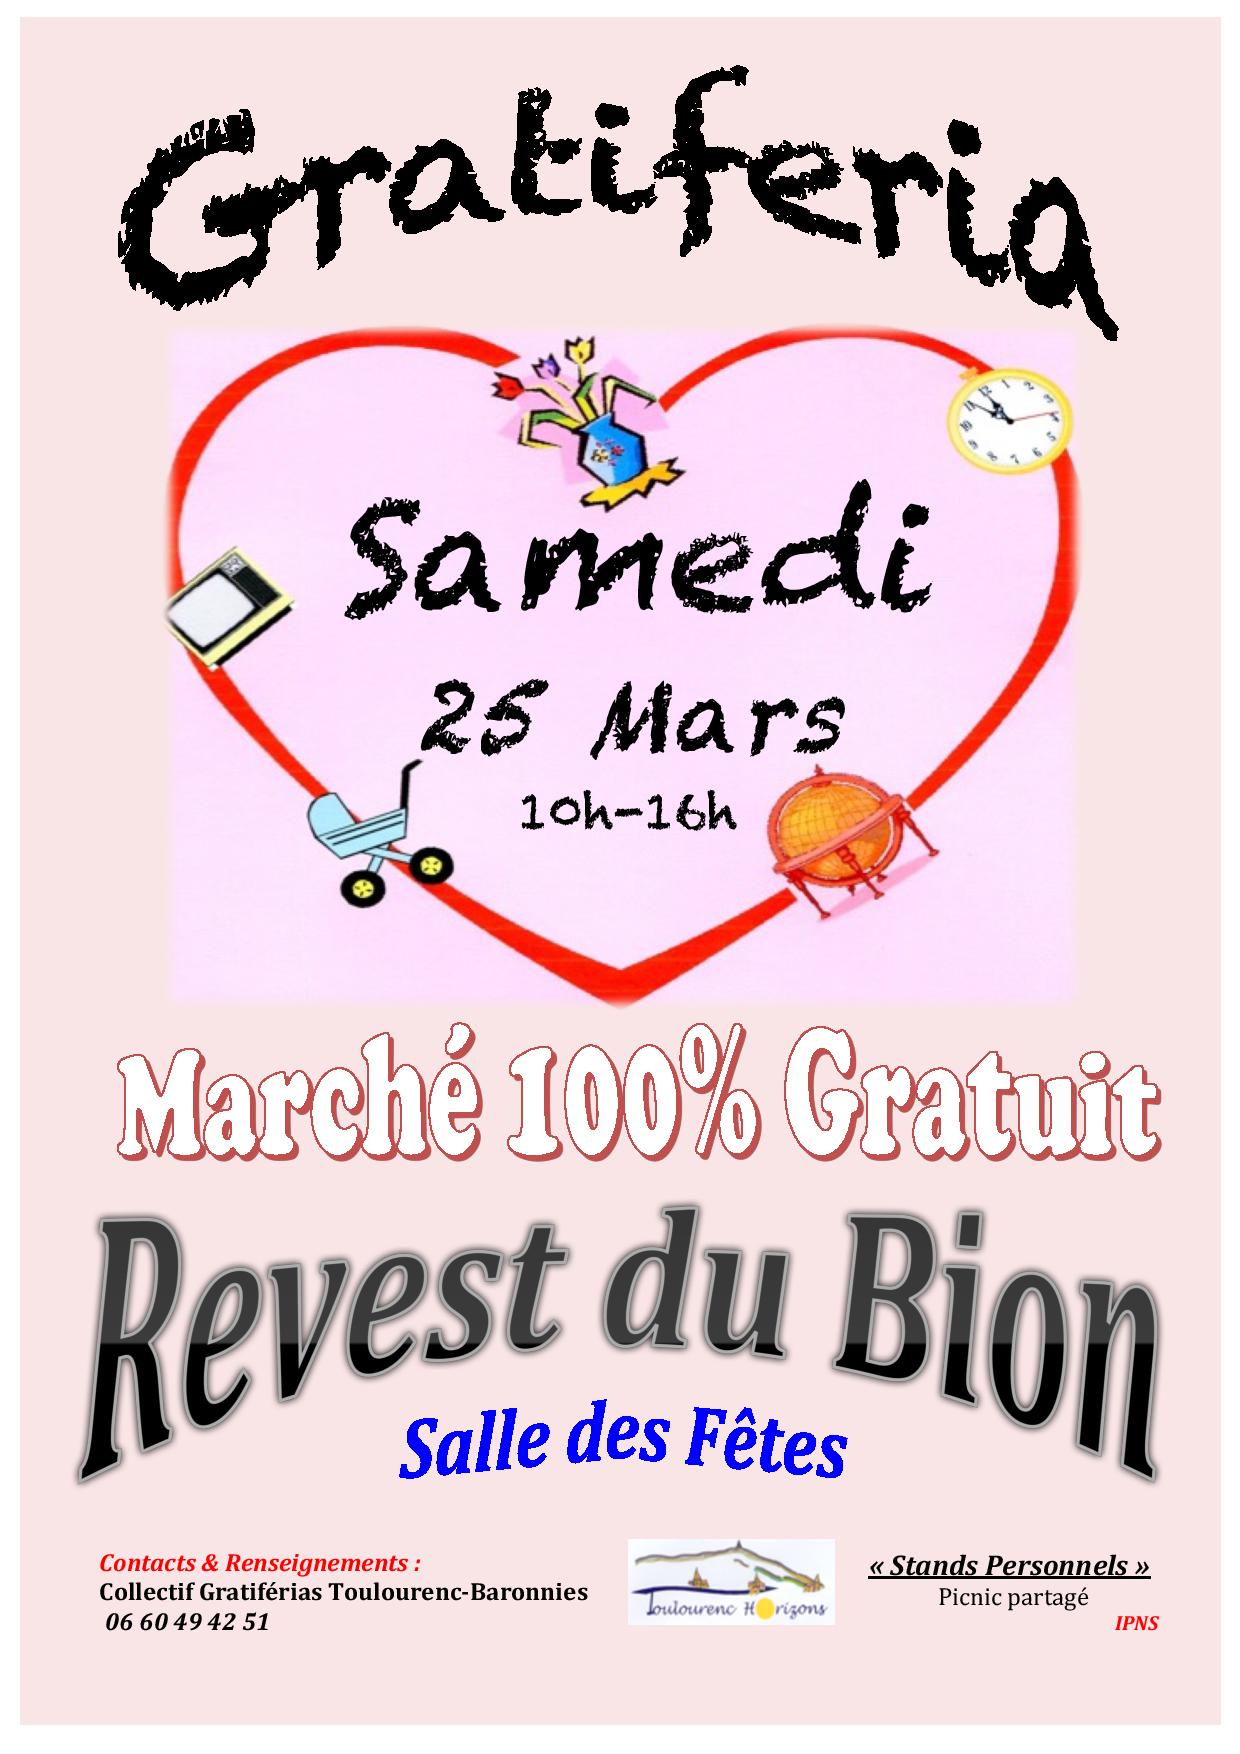 Gratiferia
Samedi
25 Mars
10h-16h
Marché 100% Gratuit
Revest du Bion
Salle des Fêtes
Contacts & Renseignements :
Collectif Gratiférias Toulourenc-Baronnies
06 60 49 42 51
Toulourenc Horizons
« Stands Personnels »
Picnic partagé
IPNS